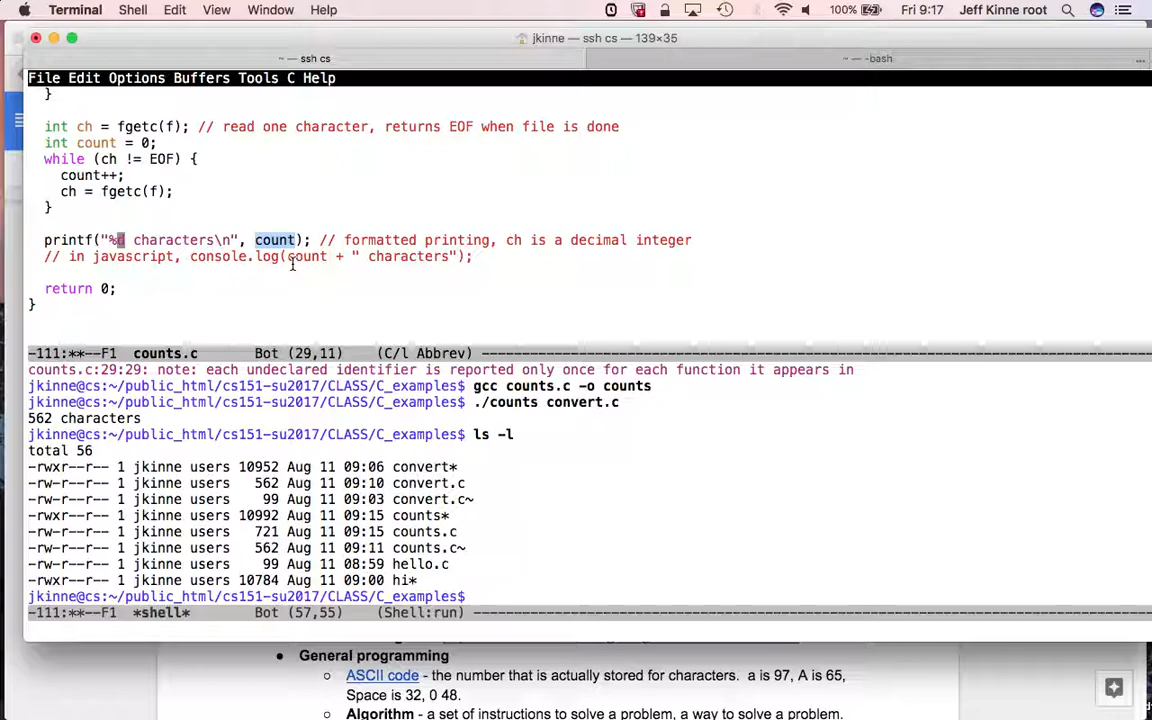 Terminal Shell Edit View Window Help 100% Fri 9:17 Jeff Kinne root
jkinne — ssh cs — 139×35
~ — ssh cs ~ — -bash ...
File Edit Options Buffers Tools C Help
}
int ch = fgetc(f); // read one character, returns EOF when file is done
int count = 0;
while (ch != EOF) {
count++;
ch = fgetc(f);
}
printf("%d characters\n", count); // formatted printing, ch is a decimal integer
// in javascript, console.log(count + " characters");
return 0;
}
-111:**--F1 counts.c Bot (29,11) (C/l Abbrev) ----------
counts.c:29:29: note: each undeclared identifier is reported only once for each function it appears in
jkinne@cs:~/public_html/cs151-su2017/CLASS/C_examples$ gcc counts.c -o counts
jkinne@cs:~/public_html/cs151-su2017/CLASS/C_examples$ ./counts convert.c
562 characters
jkinne@cs:~/public_html/cs151-su2017/CLASS/C_examples$ ls -l
total 56
-rwxr--r-- 1 jkinne users 10952 Aug 11 09:06 convert*
-rw-r--r-- 1 jkinne users 562 Aug 11 09:10 convert.c
-rw-r--r-- 1 jkinne users 99 Aug 11 09:03 convert.c~
-rwxr--r-- 1 jkinne users 10992 Aug 11 09:15 counts*
-rw-r--r-- 1 jkinne users 721 Aug 11 09:15 counts.c
-rw-r--r-- 1 jkinne users 562 Aug 11 09:11 counts.c~
-rw-r--r-- 1 jkinne users 99 Aug 11 08:59 hello.c
-rwxr--r-- 1 jkinne users 10784 Aug 11 09:00 hi*
jkinne@cs:~/public_html/cs151-su2017/CLASS/C_examples$
-111:**--F1 *shell* Bot (57,55) (Shell:run) ----------
● General programming
○ ASCII code - the number that is actually stored for characters. a is 97, A is 65,
Space is 32, 0 48.
○ Algorithm - a set of instructions to solve a problem, a way to solve a problem.